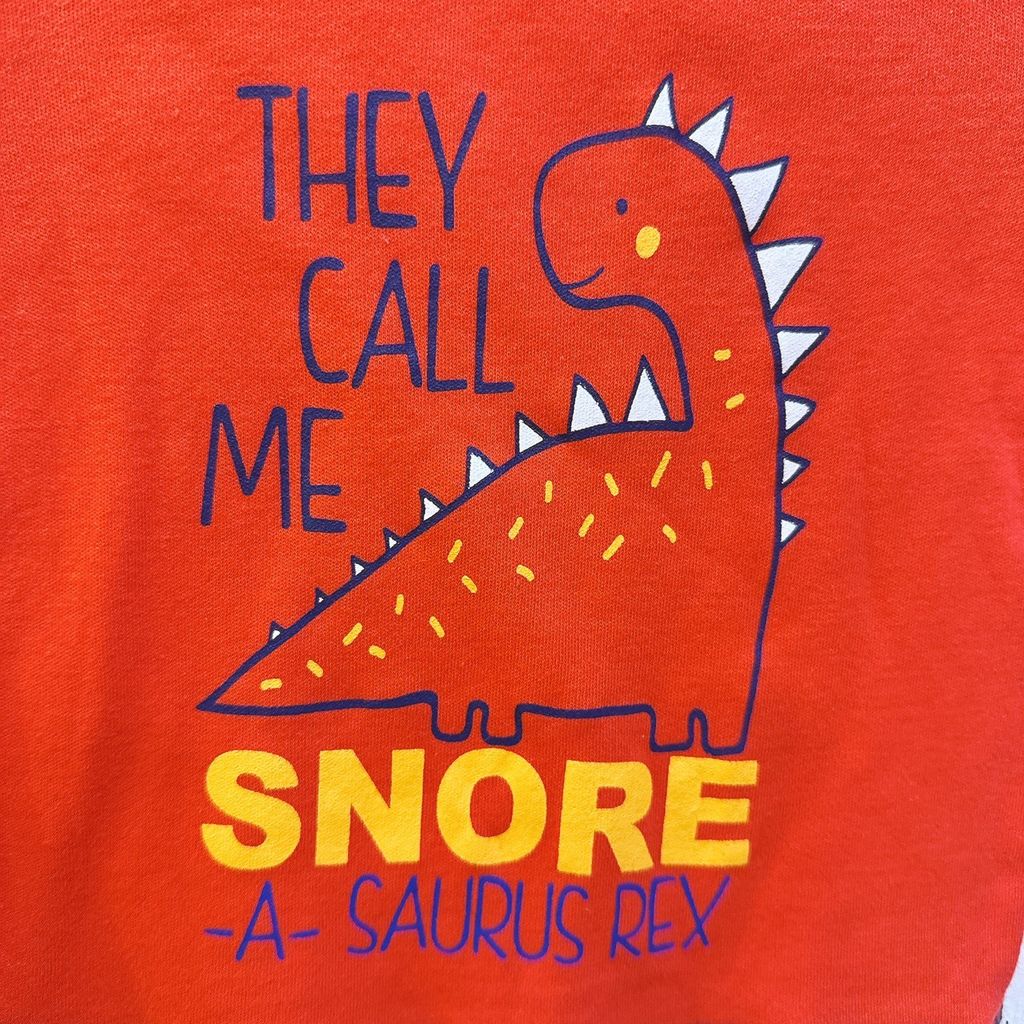 THEY
CALL
ME
SNORE
-A- SAURUS REX